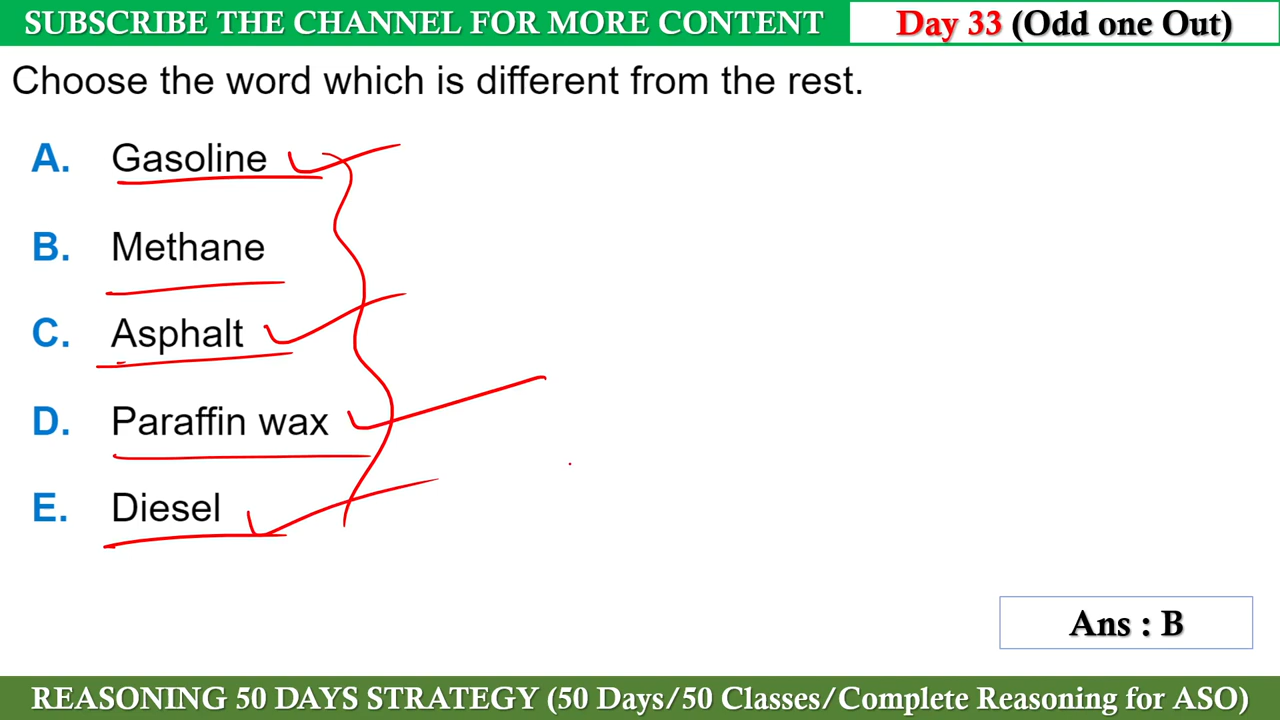 SUBSCRIBE THE CHANNEL FOR MORE CONTENT
Day 33 (Odd one Out)
Choose the word which is different from the rest.
A. Gasoline
B. Methane
C. Asphalt
D. Paraffin wax
E. Diesel
Ans : B
REASONING 50 DAYS STRATEGY (50 Days/50 Classes/Complete Reasoning for ASO)